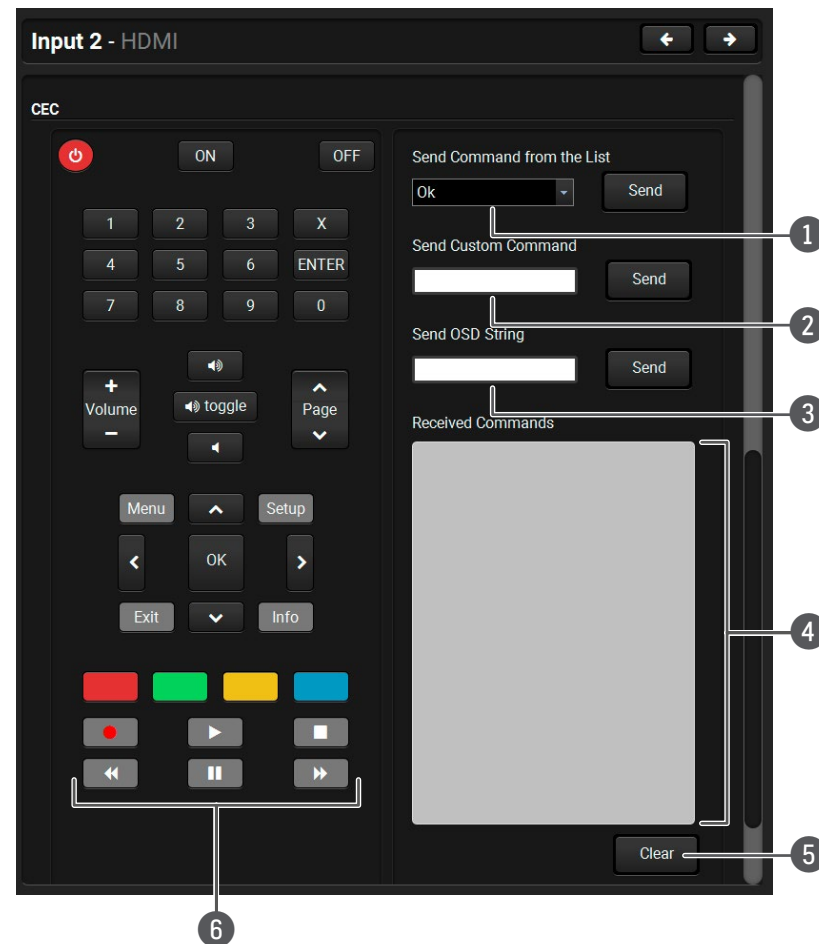 Input 2 - HDMI
CEC
ON OFF
1 2 3 X
4 5 6 ENTER
7 8 9 0
+
Volume
−
toggle
Page
Menu Setup
OK
Exit Info
Send Command from the List
Ok Send
1
Send Custom Command
Send
2
Send OSD String
Send
3
Received Commands
4
Clear
5
6